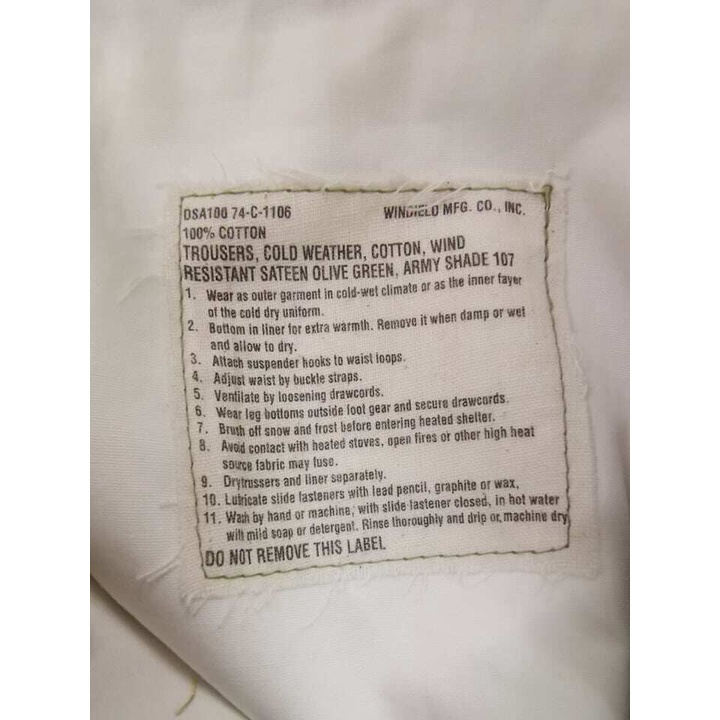 DSA100 74-C-1106 WINDIELD MFG. CO., INC.
100% COTTON
TROUSERS, COLD WEATHER, COTTON, WIND
RESISTANT SATEEN OLIVE GREEN, ARMY SHADE 107
1. Wear as outer garment in cold-wet climate or as the inner fayer
of the cold dry uniform.
2. Bottom in liner for extra warmth. Remove it when damp or wet
and allow to dry.
3. Attach suspender hooks to waist loops.
4. Adjust waist by buckle straps.
5. Ventilate by loosening drawcords.
6. Wear leg bottoms outside foot gear and secure drawcords.
7. Brush off snow and frost before entering heated shelter.
8. Avoid contact with heated stoves, open fires or other high heat
source fabric may fuse.
9. Drytrussers and liner separately.
10. Lubricate slide fasteners with lead pencil, graphite or wax,
11. Wash by hand or machine, with slide fastener closed, in hot water
will mild soap or detergent. Rinse thoroughly and drip or, machine dry
DO NOT REMOVE THIS LABEL